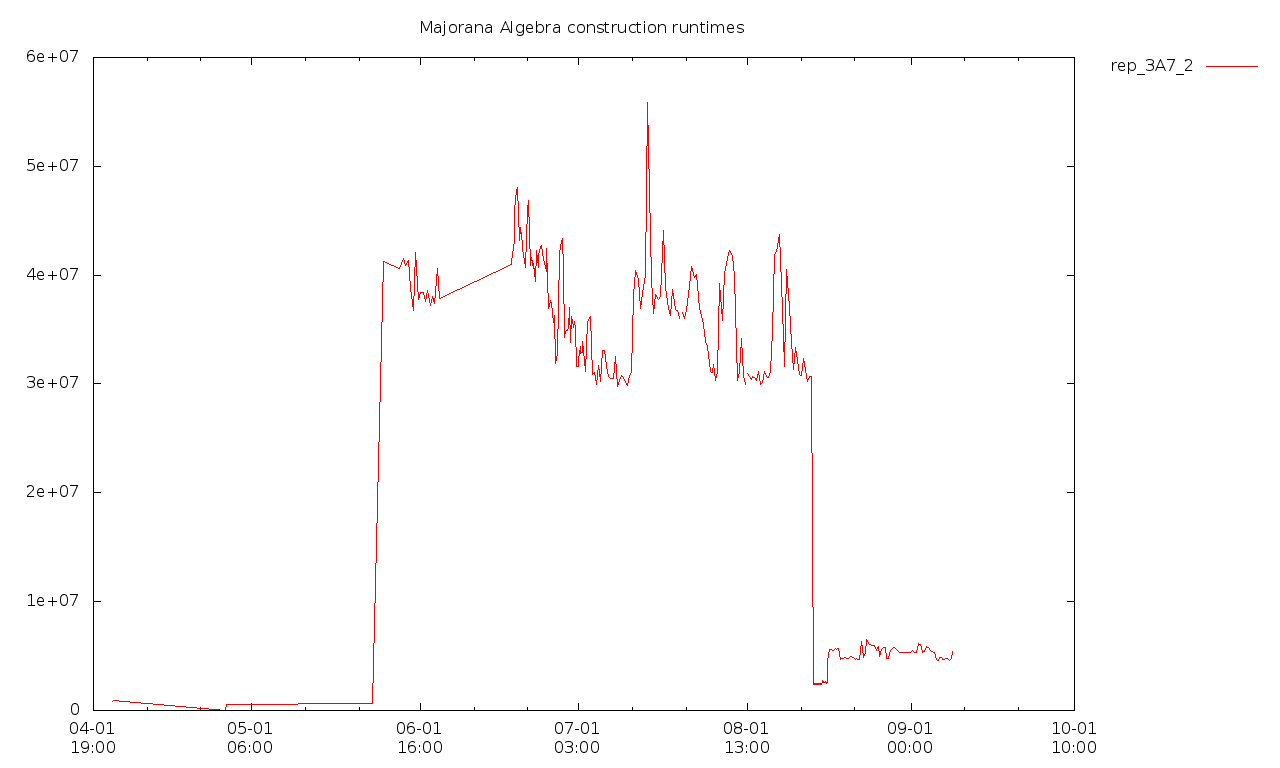 Majorana Algebra construction runtimes
rep_3A7_2
6e+07
5e+07
4e+07
3e+07
2e+07
1e+07
0
04-01 05-01 06-01 07-01 08-01 09-01 10-01
19:00 06:00 16:00 03:00 13:00 00:00 10:00